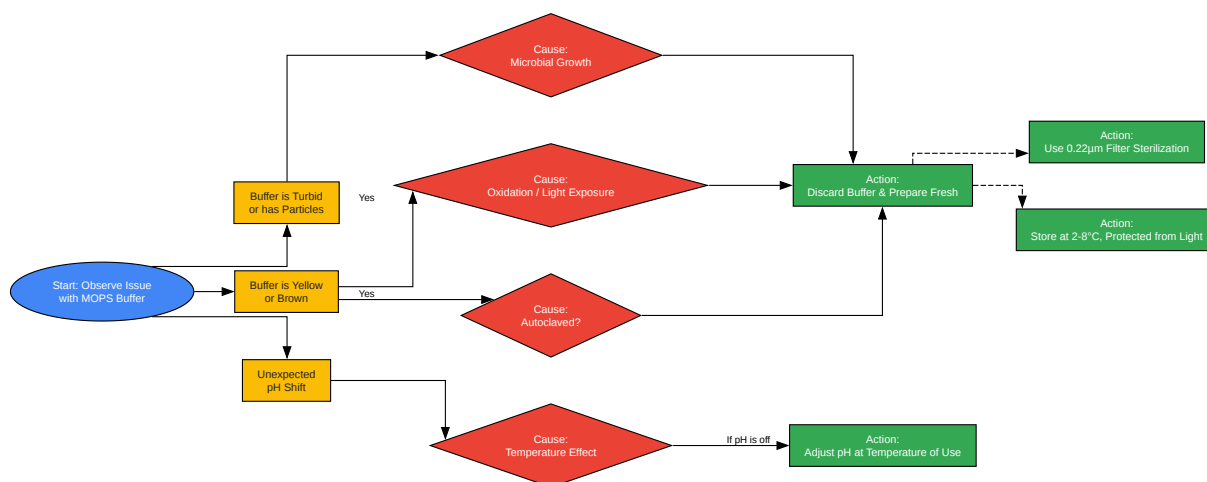 Cause:
Microbial Growth
Action:
Use 0.22µm Filter Sterilization
Cause:
Oxidation / Light Exposure
Action:
Discard Buffer & Prepare Fresh
Buffer is Turbid
or has Particles
Yes
Action:
Store at 2-8°C, Protected from Light
Start: Observe Issue
with MOPS Buffer
Buffer is Yellow
or Brown
Yes
Cause:
Autoclaved?
Unexpected
pH Shift
Cause:
Temperature Effect
If pH is off
Action:
Adjust pH at Temperature of Use